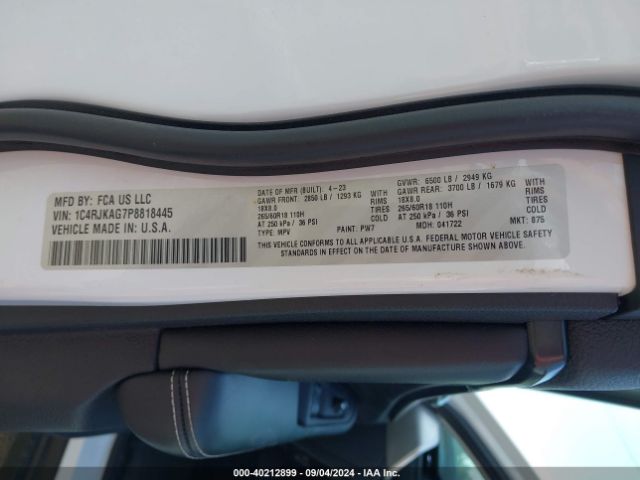 MFD BY: FCA US LLC
VIN: 1C4RJKAG7P8818445
VEHICLE MADE IN: U.S.A.
DATE OF MFR (BUILT): 4-23
GAWR FRONT: 2850 LB / 1293 KG
WITH
18X8.0 RIMS
TIRES
265/60R18 110H
COLD
AT 250 kPa / 36 PSI
TYPE: MPV
PAINT: PW7
GVWR: 6500 LB / 2949 KG
GAWR REAR: 3700 LB / 1679 KG
WITH
18X8.0 RIMS
TIRES
265/60R18 110H
COLD
AT 250 kPa / 36 PSI
MDH: 041722
MKT: 875
THIS VEHICLE CONFORMS TO ALL APPLICABLE U.S.A. FEDERAL MOTOR VEHICLE SAFETY
STANDARDS IN EFFECT ON THE DATE OF MANUFACTURE SHOWN ABOVE.
000-40212899 - 09/04/2024 - IAA Inc.